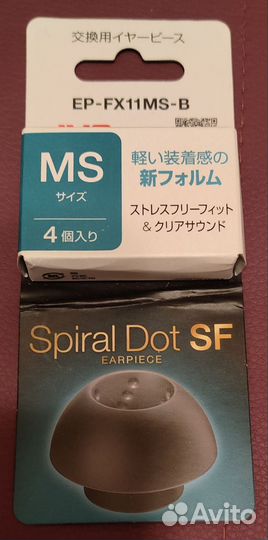 交換用イヤーピース
EP-FX11MS-B
MS
サイズ
4個入り
軽い装着感の
新フォルム
ストレスフリーフィット
&クリアサウンド
Spiral Dot SF
EARPIECE
Avito